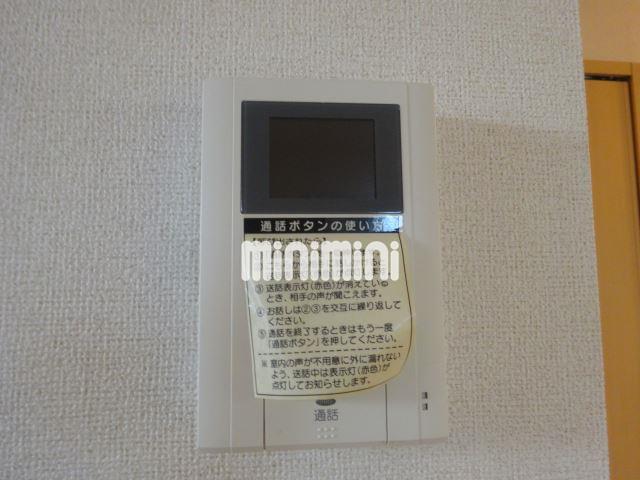 通話ボタンの使い方
minimini
③ 送話表示灯(赤色)が消えている
とき、相手の声が聞こえます。
④ お話しは②③を交互に繰り返して
ください。
⑤ 通話を終了するときはもう一度
「通話ボタン」を押してください。
※ 室内の声が不用意に外に漏れない
よう、送話中は表示灯(赤色)が
点灯してお知らせします。
通話